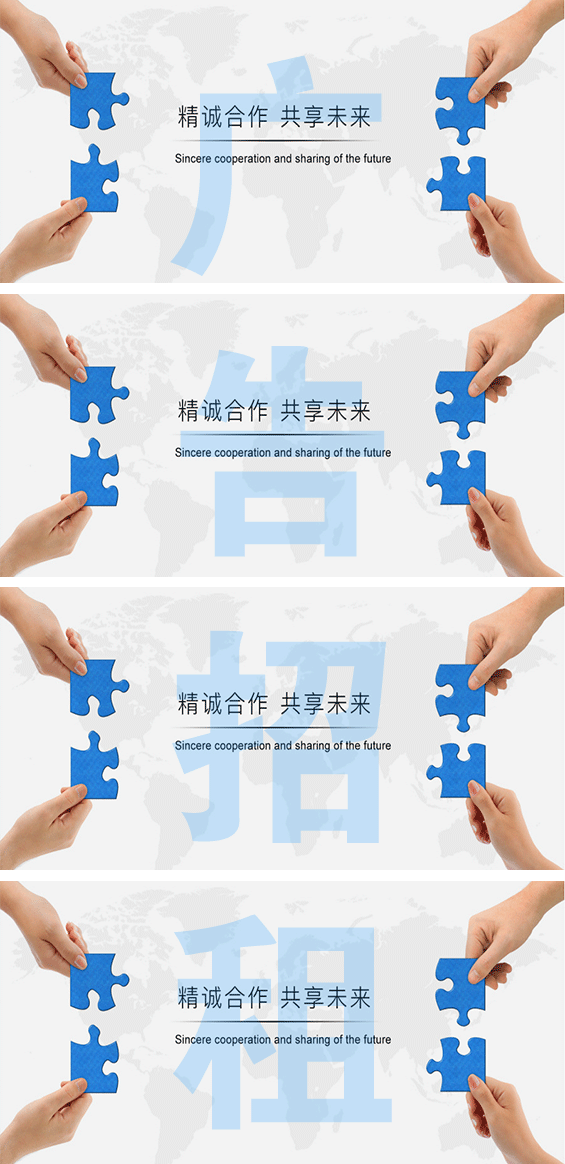 广
精诚合作 共享未来
Sincere cooperation and sharing of the future
告
精诚合作 共享未来
Sincere cooperation and sharing of the future
招
精诚合作 共享未来
Sincere cooperation and sharing of the future
租
精诚合作 共享未来
Sincere cooperation and sharing of the future